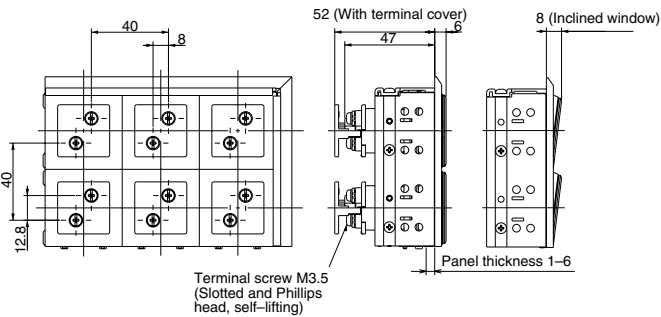 52 (With terminal cover)
6
8 (Inclined window)
40
8
47
40
12.8
Panel thickness 1–6
Terminal screw M3.5
(Slotted and Phillips
head, self–lifting)